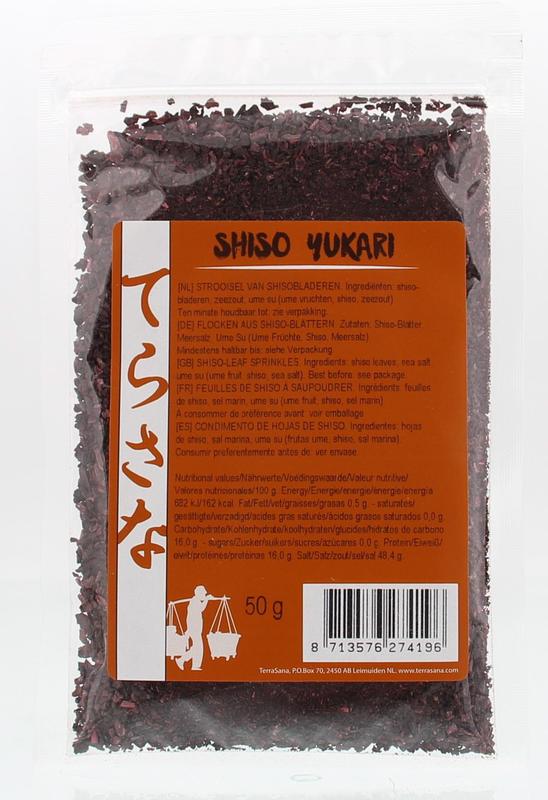 SHISO YUKARI
てらさな
[NL] STROOISEL VAN SHISOBLADEREN. Ingrediënten: shiso-
bladeren, zeezout, ume su (ume vruchten, shiso, zeezout)
Ten minste houdbaar tot: zie verpakking.
[DE] FLOCKEN AUS SHISO-BLÄTTERN. Zutaten: Shiso-Blätter
Meersalz, Ume Su (Ume Früchte, Shiso, Meersalz)
Mindestens haltbar bis: siehe Verpackung
[GB] SHISO-LEAF SPRINKLES. Ingredients: shiso leaves, sea salt
ume su (ume fruit, shiso, sea salt). Best before: see package.
[FR] FEUILLES DE SHISO À SAUPOUDRER. Ingrédients: feuilles
de shiso, sel marin, ume su (ume fruit, shiso, sel marin)
A consommer de préférence avant: voir emballage
[ES] CONDIMENTO DE HOJAS DE SHISO. Ingredientes: hojas
de shiso, sal marina, ume su (frutas ume, shiso, sal marina).
Consumir preferentemente antes de: ver envase.
Nutritional values/Nährwerte/Voedingswaarde/Valeur nutritive/
Valores nutricionales/100 g. Energy/Energie/energie/énergie/energía
682 kJ/162 kcal. Fat/Fett/vet/graisses/grasas 0,5 g. - saturates/
gesättigte/verzadigd/acides gras saturés/ácidos grasos saturados 0,0 g.
Carbohydrate/Kohlenhydrate/koolhydraten/glucides/hidratos de carbono
16,0 g. - sugars/Zucker/suikers/sucres/azúcares 0,0 g. Protein/Eiweiß/
eiwit/protéines/proteínas 16,0 g. Salt/Salz/zout/sel/sal 48,4 g.
50 g
8 713576 274196
TerraSana, P.O.Box 70, 2450 AB Leimuiden NL. www.terrasana.com